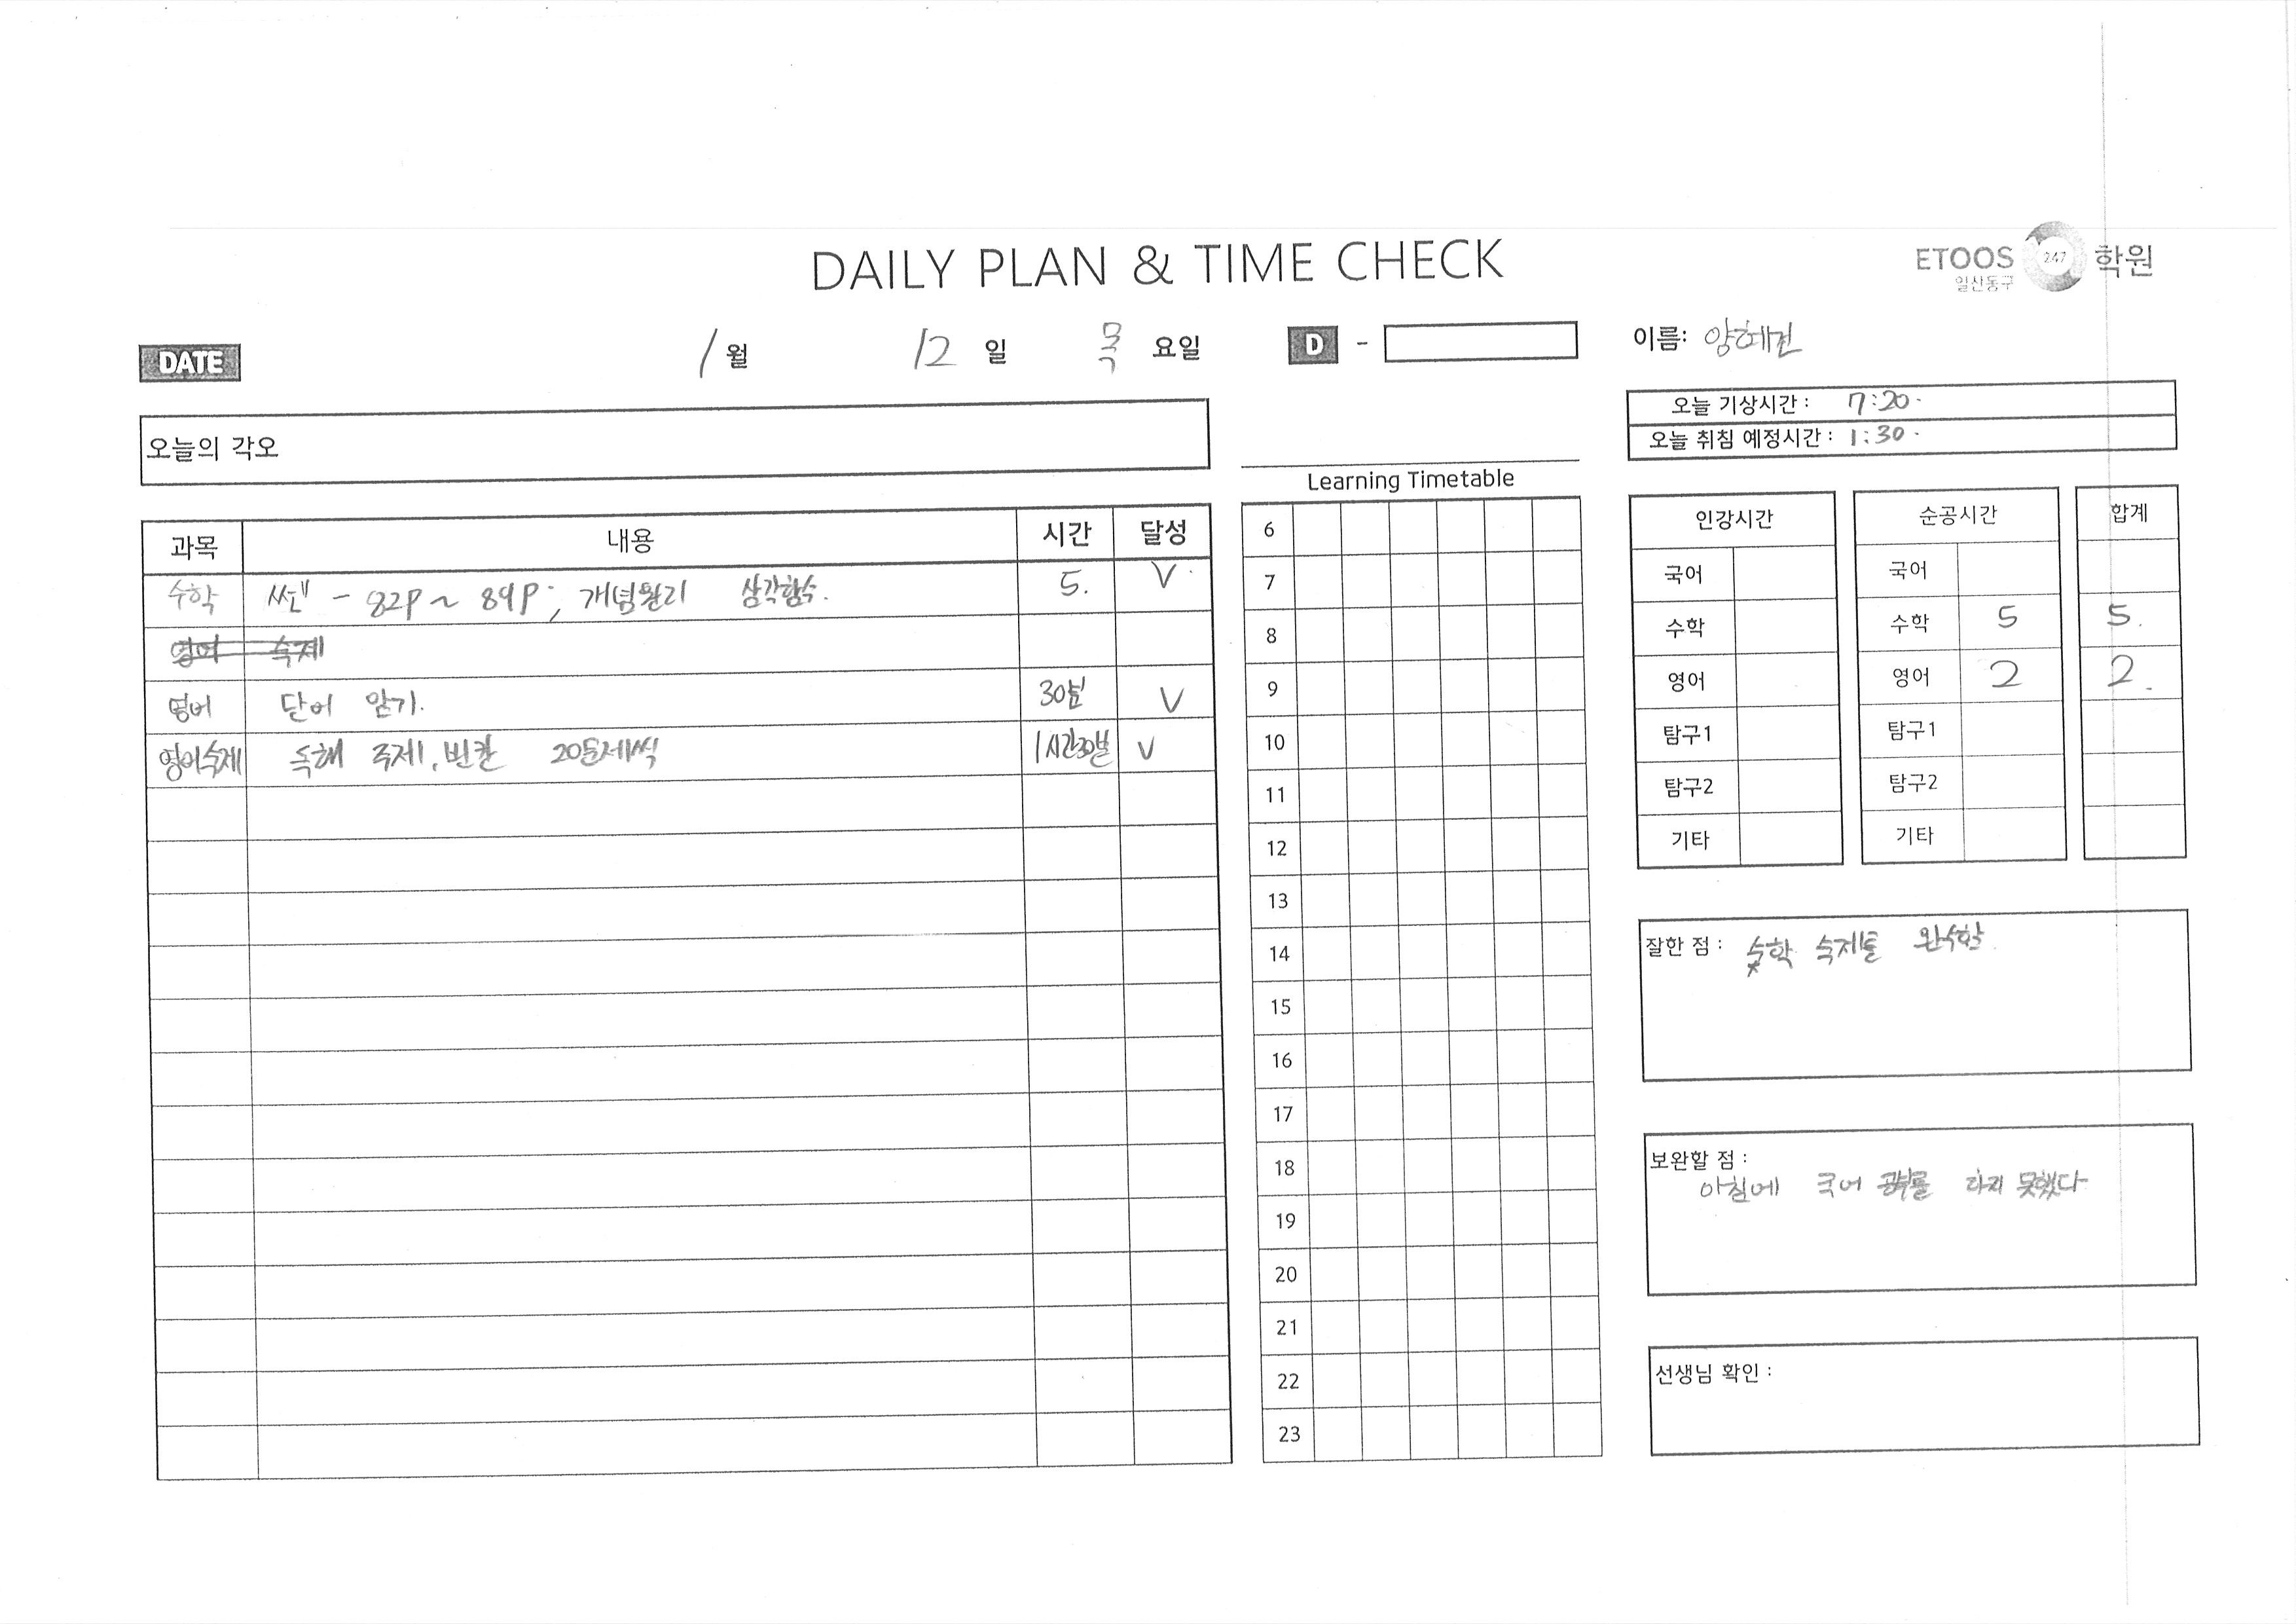 DAILY PLAN & TIME CHECK
ETOOS 247 학원
일산동구
DATE 1월 12일 목요일 D -
이름: 양혜진
오늘 기상시간 : 7:20
오늘 취침 예정시간 : 1:30
오늘의 각오
과목 내용 시간 달성
수학 쎈 - 82P ~ 89P, 개념원리 삼각함수. 5. V
영어 숙제
영어 단어 암기. 30분 V
영어숙제 독해 주제, 빈칸 20문제씩 1시간30분 V
Learning Timetable
6
7
8
9
10
11
12
13
14
15
16
17
18
19
20
21
22
23
인강시간 순공시간 합계
국어 국어
수학 수학 5 5.
영어 영어 2 2.
탐구1 탐구1
탐구2 탐구2
기타 기타
잘한 점 : 수학 숙제를 완수함
보완할 점 :
아침에 국어 공부를 하지 못했다
선생님 확인 :